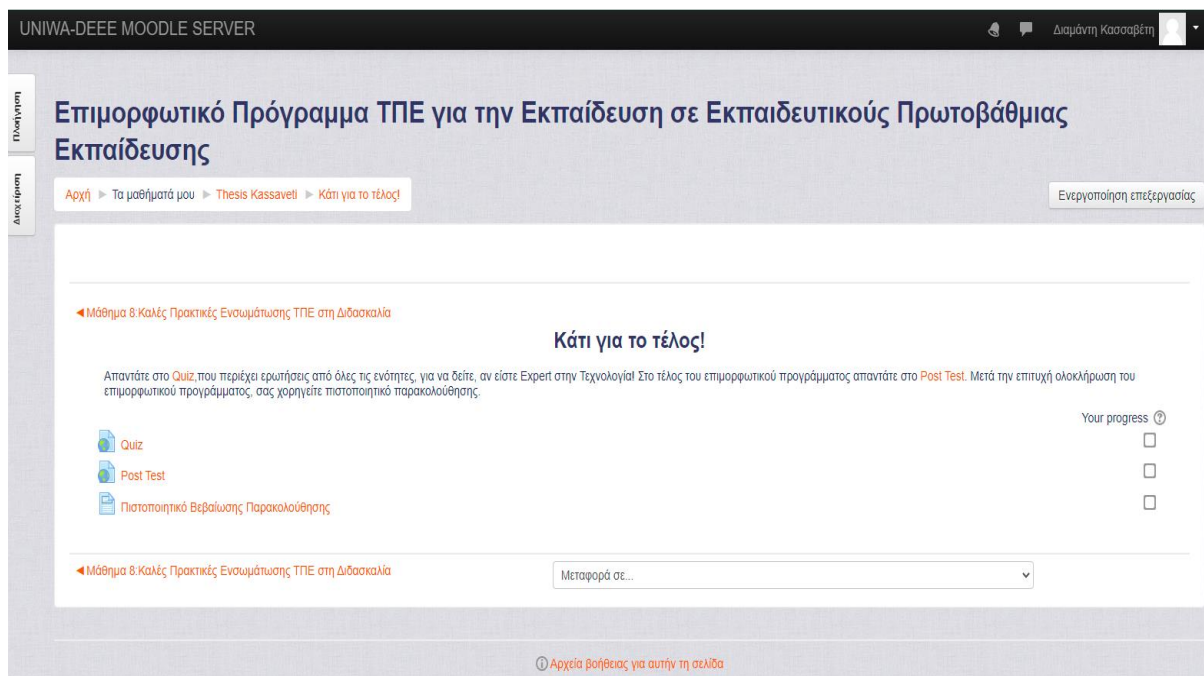 UNIWA-DEEE MOODLE SERVER
Διαμάντη Κασσαβέτη
Πλοήγηση
Διαχείριση
Επιμορφωτικό Πρόγραμμα ΤΠΕ για την Εκπαίδευση σε Εκπαιδευτικούς Πρωτοβάθμιας
Εκπαίδευσης
Αρχή ▶ Τα μαθήματά μου ▶ Thesis Kassaveti ▶ Κάτι για το τέλος!
Ενεργοποίηση επεξεργασίας
◀ Μάθημα 8:Καλές Πρακτικές Ενσωμάτωσης ΤΠΕ στη Διδασκαλία
Κάτι για το τέλος!
Απαντάτε στο Quiz,που περιέχει ερωτήσεις από όλες τις ενότητες, για να δείτε, αν είστε Expert στην Τεχνολογία! Στο τέλος του επιμορφωτικού προγράμματος απαντάτε στο Post Test. Μετά την επιτυχή ολοκλήρωση του
επιμορφωτικού προγράμματος, σας χορηγείτε πιστοποιητικό παρακολούθησης.
Your progress
Quiz
Post Test
Πιστοποιητικό Βεβαίωσης Παρακολούθησης
◀ Μάθημα 8:Καλές Πρακτικές Ενσωμάτωσης ΤΠΕ στη Διδασκαλία
Μεταφορά σε...
Αρχεία βοήθειας για αυτήν τη σελίδα